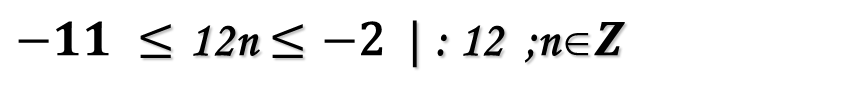 −11 ≤ 12n ≤ −2 | : 12 ;n∈Z